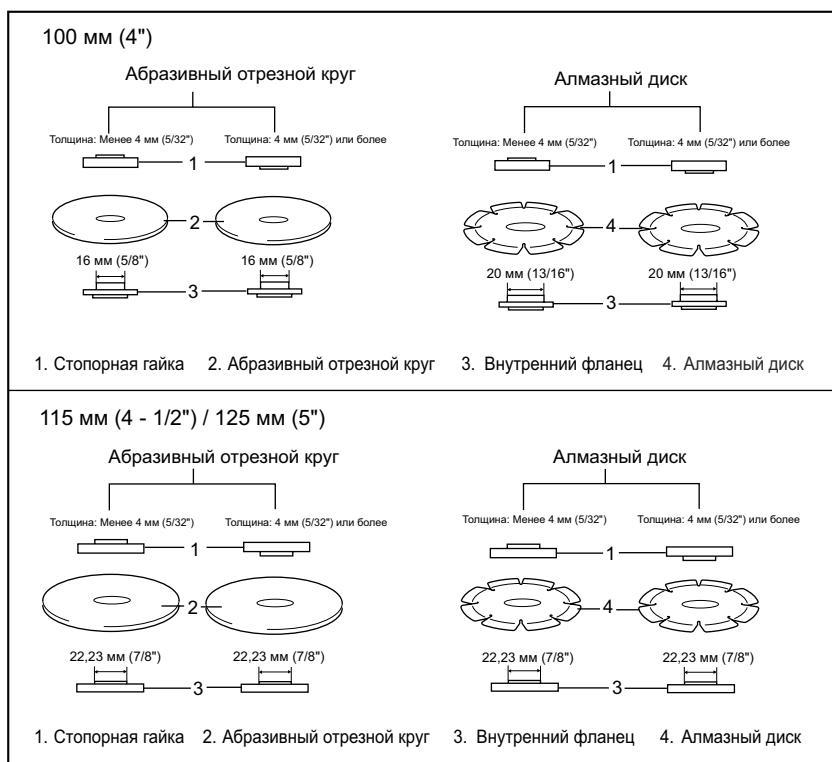 100 мм (4")
Абразивный отрезной круг
Алмазный диск
Толщина: Менее 4 мм (5/32")
Толщина: 4 мм (5/32") или более
Толщина: Менее 4 мм (5/32")
Толщина: 4 мм (5/32") или более
1
1
2
4
16 мм (5/8")
16 мм (5/8")
20 мм (13/16")
20 мм (13/16")
3
3
1. Стопорная гайка 2. Абразивный отрезной круг 3. Внутренний фланец 4. Алмазный диск
115 мм (4 - 1/2") / 125 мм (5")
Абразивный отрезной круг
Алмазный диск
Толщина: Менее 4 мм (5/32")
Толщина: 4 мм (5/32") или более
Толщина: Менее 4 мм (5/32")
Толщина: 4 мм (5/32") или более
1
1
2
4
22,23 мм (7/8")
22,23 мм (7/8")
22,23 мм (7/8")
22,23 мм (7/8")
3
3
1. Стопорная гайка 2. Абразивный отрезной круг 3. Внутренний фланец 4. Алмазный диск